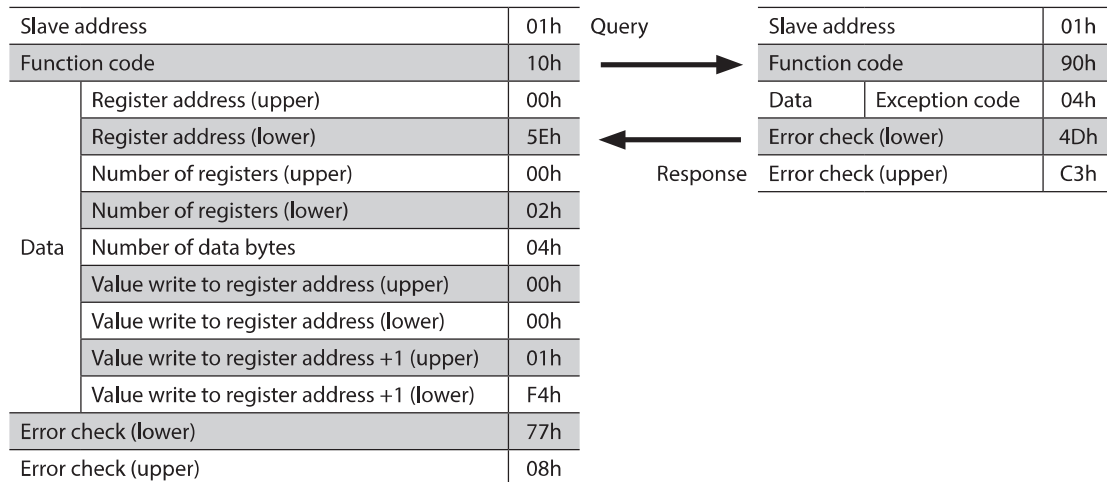 Slave address 01h
Function code 10h
Data
Register address (upper) 00h
Register address (lower) 5Eh
Number of registers (upper) 00h
Number of registers (lower) 02h
Number of data bytes 04h
Value write to register address (upper) 00h
Value write to register address (lower) 00h
Value write to register address +1 (upper) 01h
Value write to register address +1 (lower) F4h
Error check (lower) 77h
Error check (upper) 08h
Query
Response
Slave address 01h
Function code 90h
Data Exception code 04h
Error check (lower) 4Dh
Error check (upper) C3h